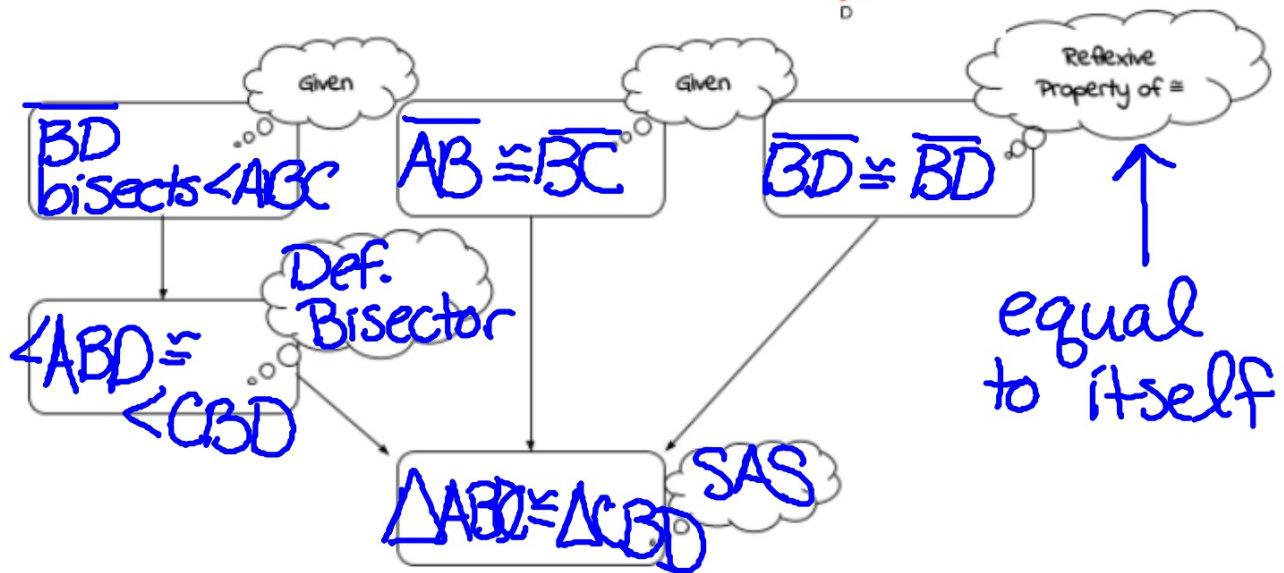 D
Given
Given
Reflexive
Property of ≅
BD
bisects <ABC
AB ≅ BC
BD ≅ BD
Def.
Bisector
<ABD ≅
<CBD
equal
to itself
SAS
△ABD ≅ △CBD